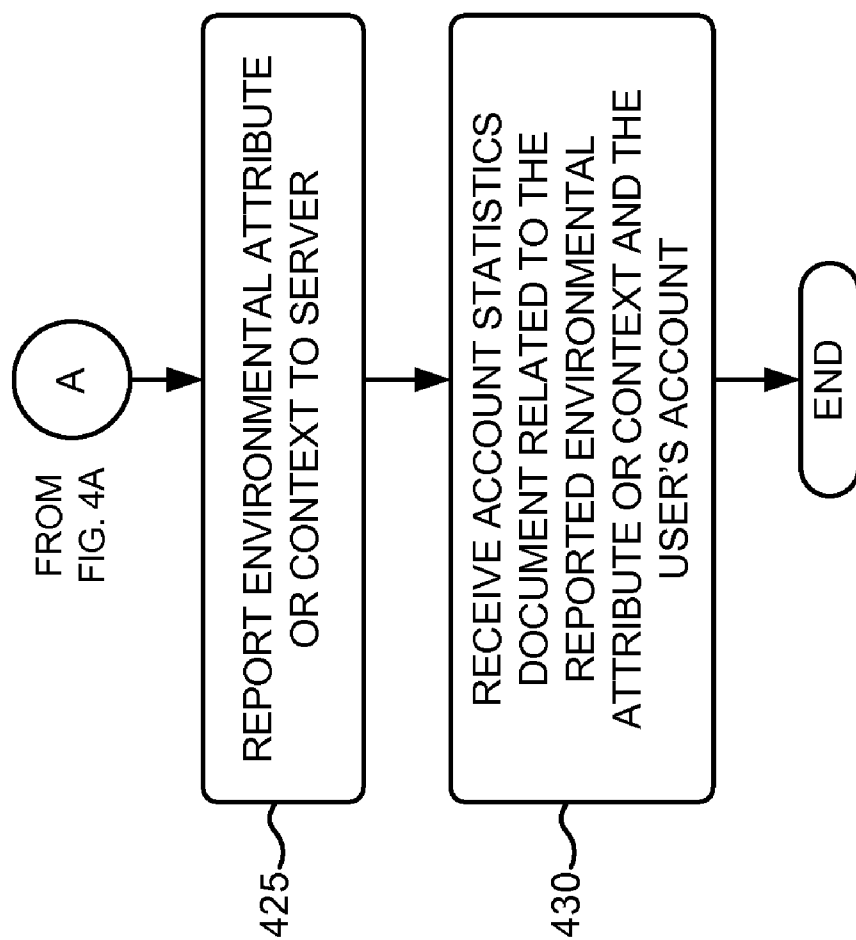 FROM
FIG. 4A
A
425
REPORT ENVIRONMENTAL ATTRIBUTE
OR CONTEXT TO SERVER
430
RECEIVE ACCOUNT STATISTICS
DOCUMENT RELATED TO THE
REPORTED ENVIRONMENTAL
ATTRIBUTE OR CONTEXT AND THE
USER'S ACCOUNT
END